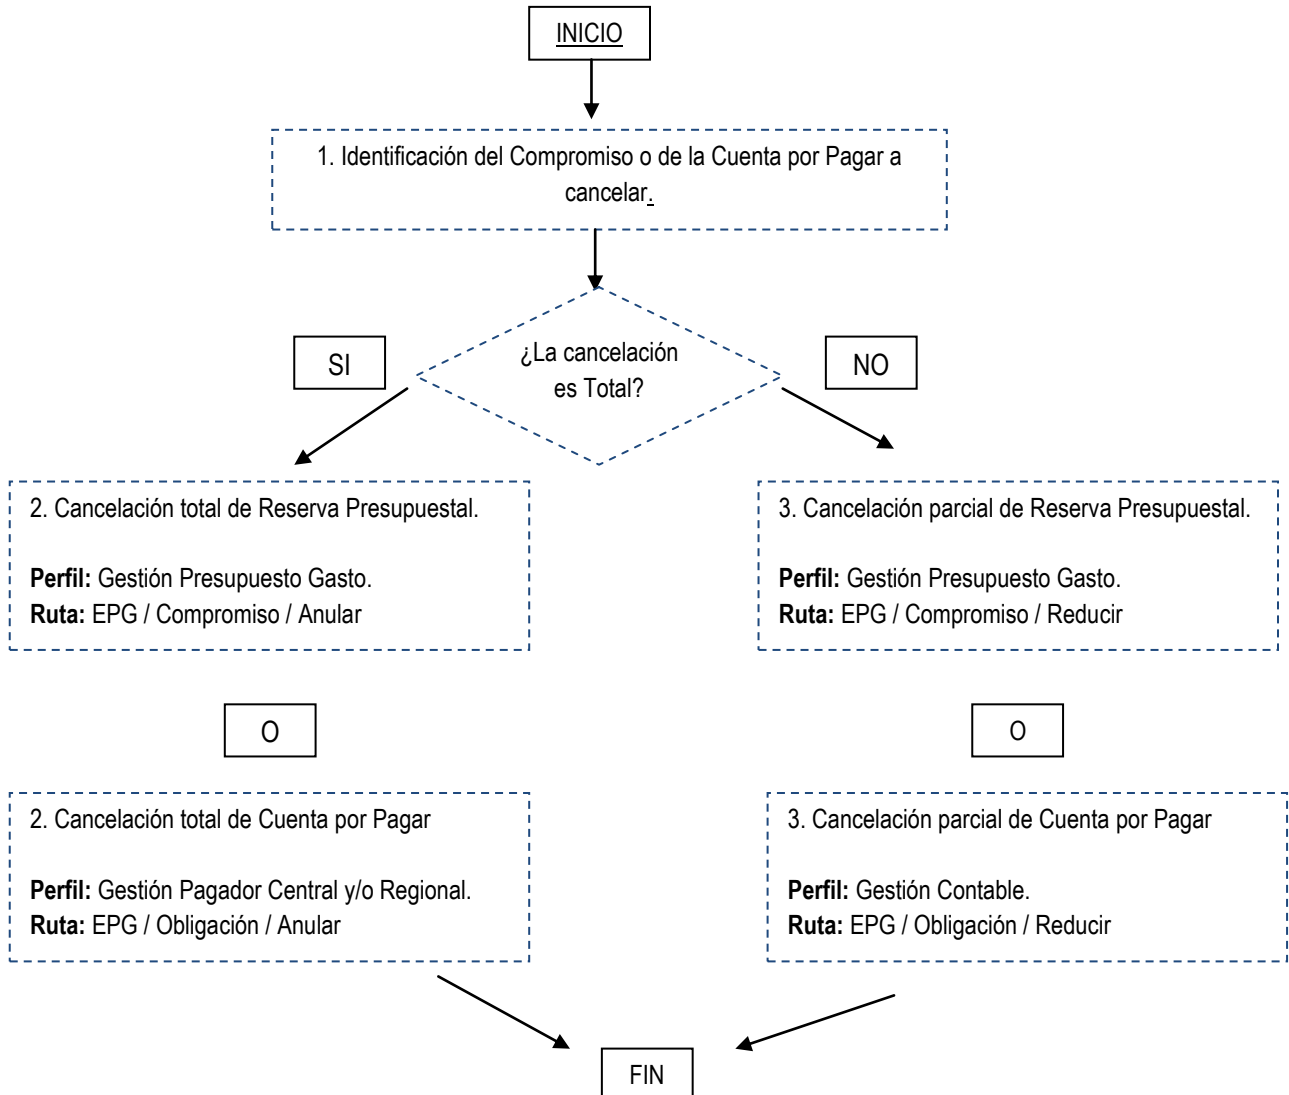 INICIO
1. Identificación del Compromiso o de la Cuenta por Pagar a
cancelar.
¿La cancelación
es Total?
SI
NO
2. Cancelación total de Reserva Presupuestal.
Perfil: Gestión Presupuesto Gasto.
Ruta: EPG / Compromiso / Anular
3. Cancelación parcial de Reserva Presupuestal.
Perfil: Gestión Presupuesto Gasto.
Ruta: EPG / Compromiso / Reducir
O
O
2. Cancelación total de Cuenta por Pagar
Perfil: Gestión Pagador Central y/o Regional.
Ruta: EPG / Obligación / Anular
3. Cancelación parcial de Cuenta por Pagar
Perfil: Gestión Contable.
Ruta: EPG / Obligación / Reducir
FIN